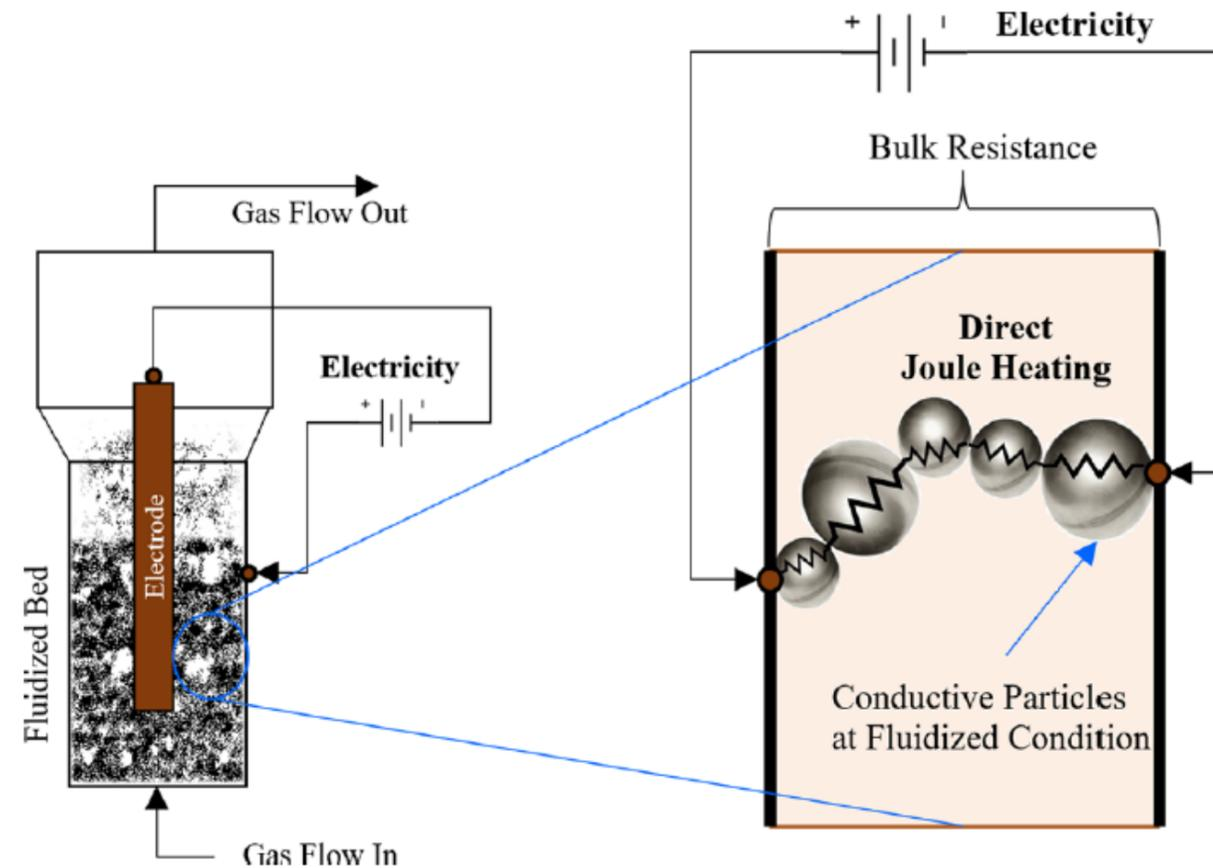 + ı Electricity
Bulk Resistance
Gas Flow Out
Electricity
+ ı
Direct
Joule Heating
Electrode
Fluidized Bed
Conductive Particles
at Fluidized Condition
Gas Flow In